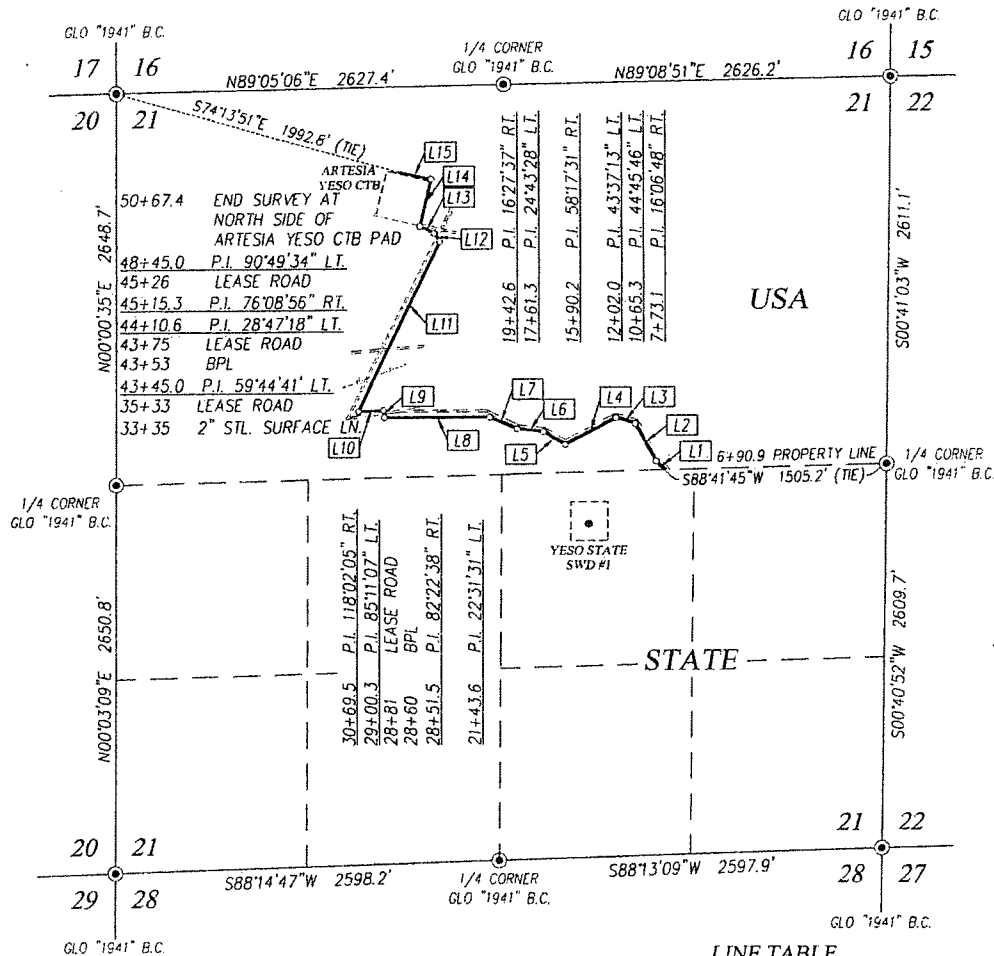 GLO "1941" B.C.
GLO "1941" B.C.
1/4 CORNER
GLO "1941" B.C.
17 16
16 15
N89°05'06"E 2627.4'
N89°08'51"E 2626.2'
20 21
21 22
S74°13'51"E 1992.8' (TIE)
L15
L14
L13
L12
ARTESIA
YESO CTB
50+67.4 END SURVEY AT
NORTH SIDE OF
ARTESIA YESO CTB PAD
48+45.0 P.I. 90°49'34" LT.
45+26 LEASE ROAD
45+15.3 P.I. 76°08'56" RT.
44+10.6 P.I. 28°47'18" LT.
43+75 LEASE ROAD
43+53 BPL
43+45.0 P.I. 59°44'41' LT.
35+33 LEASE ROAD
33+35 2" STL. SURFACE LN.
N00°00'35"E 2648.7'
19+42.6 P.I. 16°27'37" RT.
17+61.3 P.I. 24°43'28" LT.
15+90.2 P.I. 58°17'31" RT.
12+02.0 P.I. 43°37'13" LT.
10+65.3 P.I. 44°45'46" LT.
7+73.1 P.I. 16°06'48" RT.
USA
S00°41'03"W 2611.1'
L11
L9
L10
L8
L7
L6
L5
L4
L3
L2
L1
6+90.9 PROPERTY LINE
S88°41'45"W 1505.2' (TIE)
1/4 CORNER
GLO "1941" B.C.
1/4 CORNER
GLO "1941" B.C.
YESO STATE
SWD #1
30+69.5 P.I. 118°02'05" RT.
29+00.3 P.I. 85°11'07" LT.
28+81 LEASE ROAD
28+60 BPL
28+51.5 P.I. 82°22'38" RT.
21+43.6 P.I. 22°31'31" LT.
N00°03'09"E 2650.8'
STATE
S00°40'52"W 2609.7'
20 21
21 22
S88°14'47"W 2598.2'
S88°13'09"W 2597.9'
29 28
28 27
1/4 CORNER
GLO "1941" B.C.
GLO "1941" B.C.
GLO "1941" B.C.
LINE TABLE